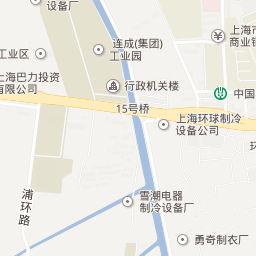 设备厂
连成(集团)
工业园
上海市
商业银
工业区
行政机关楼
上海巴力投资
有限公司
15号桥
中国
上海环球制冷
设备公司
环
浦环路
雪潮电器
制冷设备厂
勇奇制衣厂